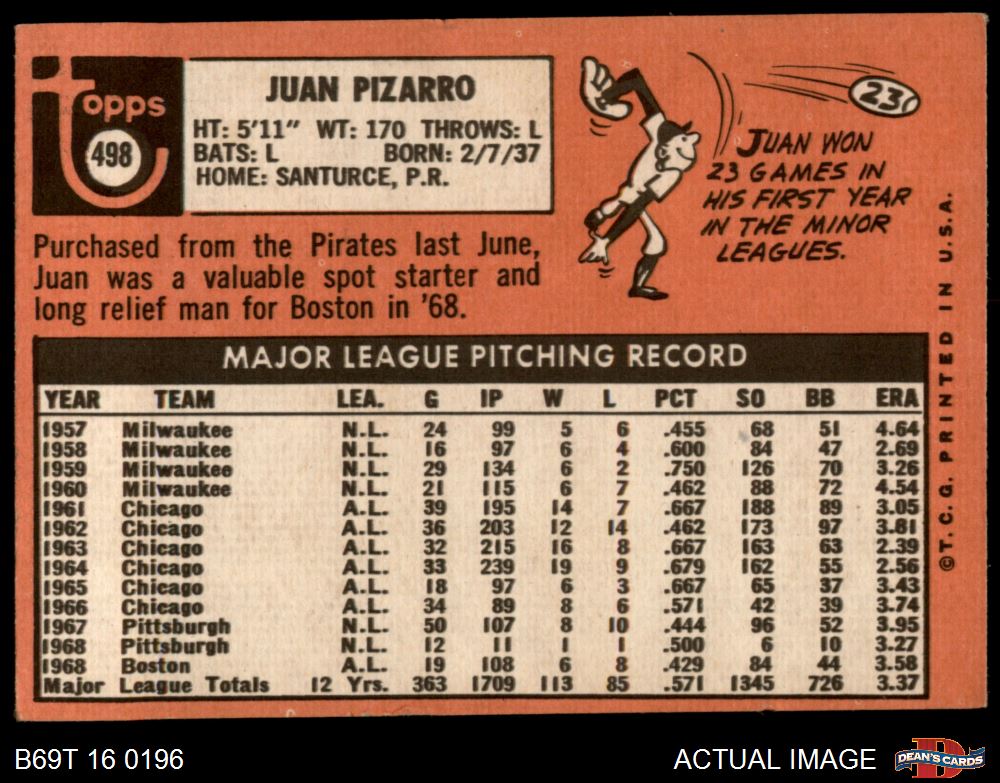 topps
498
JUAN PIZARRO
HT: 5'11" WT: 170 THROWS: L
BATS: L BORN: 2/7/37
HOME: SANTURCE, P.R.
23
JUAN WON
23 GAMES IN
HIS FIRST YEAR
IN THE MINOR
LEAGUES.
Purchased from the Pirates last June,
Juan was a valuable spot starter and
long relief man for Boston in '68.
MAJOR LEAGUE PITCHING RECORD
YEAR TEAM LEA. G IP W L PCT SO BB ERA
1957 Milwaukee N.L. 24 99 5 6 .455 68 51 4.64
1958 Milwaukee N.L. 16 97 6 4 .600 84 47 2.69
1959 Milwaukee N.L. 29 134 6 2 .750 126 70 3.26
1960 Milwaukee N.L. 21 115 6 7 .462 88 72 4.54
1961 Chicago A.L. 39 195 14 7 .667 188 89 3.05
1962 Chicago A.L. 36 203 12 14 .462 173 97 3.81
1963 Chicago A.L. 32 215 16 8 .667 163 63 2.39
1964 Chicago A.L. 33 239 19 9 .679 162 55 2.56
1965 Chicago A.L. 18 97 6 3 .667 65 37 3.43
1966 Chicago A.L. 34 89 8 6 .571 42 39 3.74
1967 Pittsburgh N.L. 50 107 8 10 .444 96 52 3.95
1968 Pittsburgh N.L. 12 11 1 1 .500 6 10 3.27
1968 Boston A.L. 19 108 6 8 .429 84 44 3.58
Major League Totals 12 Yrs. 363 1709 113 85 .571 1345 726 3.37
©T.C.G. PRINTED IN U.S.A.
B69T 16 0196
ACTUAL IMAGE
D
DEAN'S CARDS